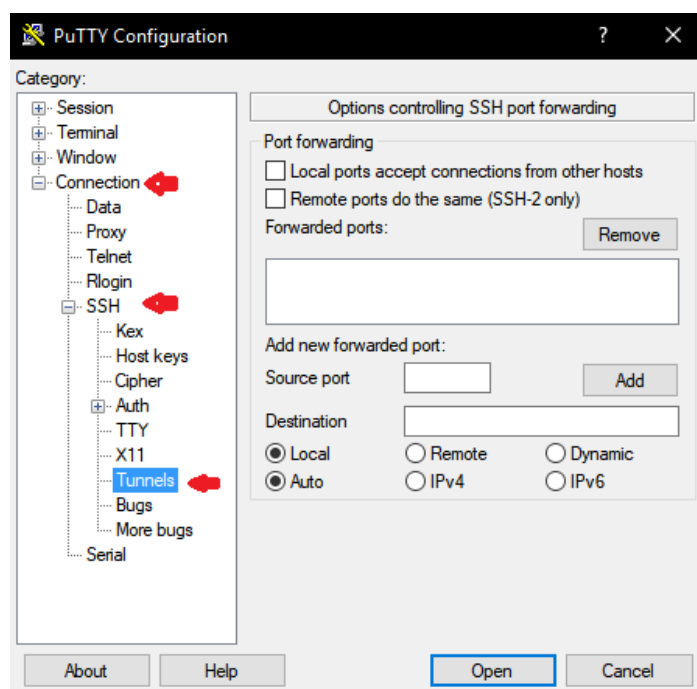 PuTTY Configuration
?
Category:
Session
Terminal
Window
Connection
Data
Proxy
Telnet
Rlogin
SSH
Kex
Host keys
Cipher
Auth
TTY
X11
Tunnels
Bugs
More bugs
Serial
Options controlling SSH port forwarding
Port forwarding
Local ports accept connections from other hosts
Remote ports do the same (SSH-2 only)
Forwarded ports:
Remove
Add new forwarded port:
Source port
Add
Destination
Local
Remote
Dynamic
Auto
IPv4
IPv6
About
Help
Open
Cancel